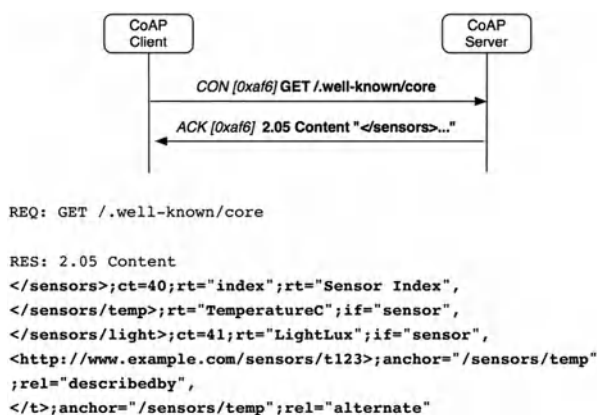 CoAP
Client
CoAP
Server
CON [0xaf6] GET /.well-known/core
ACK [0xaf6] 2.05 Content "</sensors>..."
REQ: GET /.well-known/core
RES: 2.05 Content
</sensors>;ct=40;rt="index";rt="Sensor Index",
</sensors/temp>;rt="TemperatureC";if="sensor",
</sensors/light>;ct=41;rt="LightLux";if="sensor",
<http://www.example.com/sensors/t123>;anchor="/sensors/temp"
;rel="describedby",
</t>;anchor="/sensors/temp";rel="alternate"